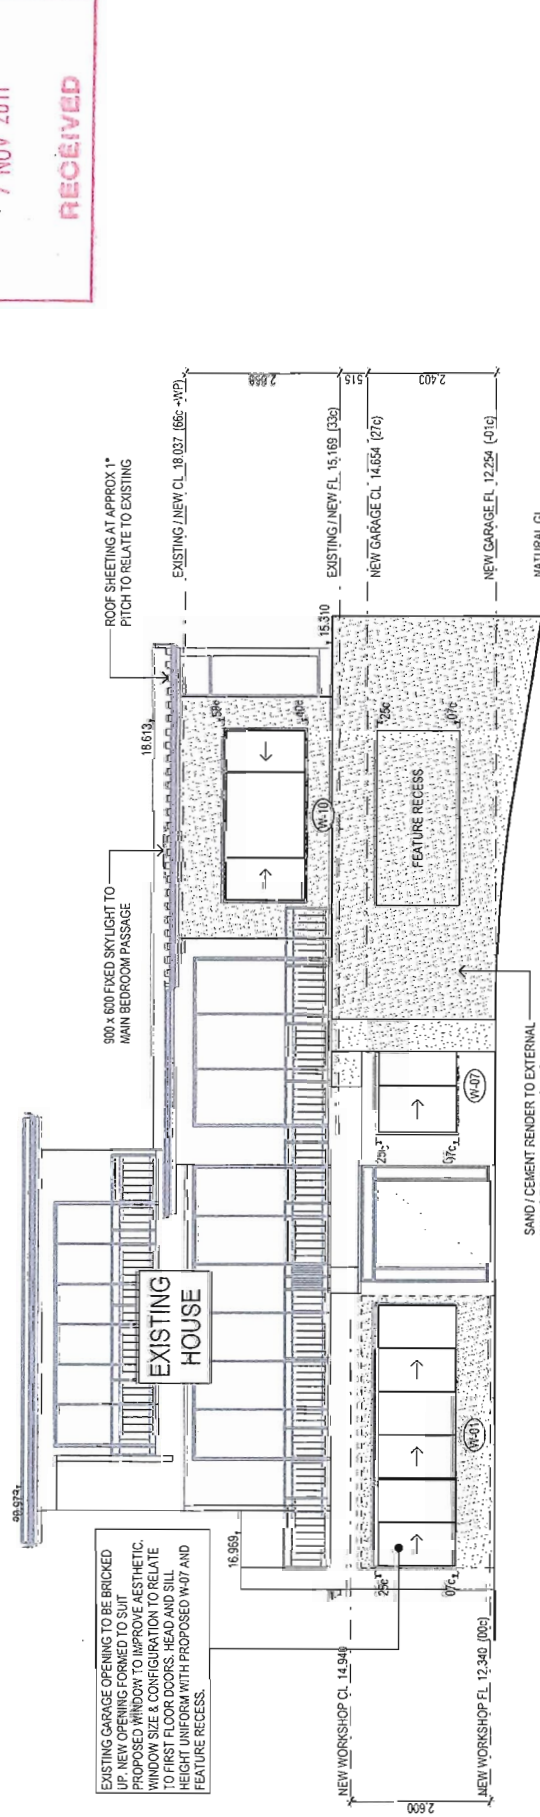 7 NOV 2011
RECEIVED
ROOF SHEETING AT APPROX 1°
PITCH TO RELATE TO EXISTING
900 x 600 FIXED SKYLIGHT TO
MAIN BEDROOM PASSAGE
18.613
EXISTING / NEW CL 18.037 (66c +WP)
EXISTING / NEW FL 15.169 (33c)
NEW GARAGE CL 14.654 (27c)
NEW GARAGE FL 12.254 (-01c)
NATURAL GL
515
2.403
15.310
W-10
25c
07c
FEATURE RECESS
EXISTING
HOUSE
W-07
25c
07c
SAND / CEMENT RENDER TO EXTERNAL
16.969
EXISTING GARAGE OPENING TO BE BRICKED
UP. NEW OPENING FORMED TO SUIT
PROPOSED WINDOW TO IMPROVE AESTHETIC.
WINDOW SIZE & CONFIGURATION TO RELATE
TO FIRST FLOOR DOORS. HEAD AND SILL
HEIGHT UNIFORM WITH PROPOSED W-07 AND
FEATURE RECESS.
25c
07c
W-01
NEW WORKSHOP CL 14.940
NEW WORKSHOP FL 12.340 (00c)
2.600